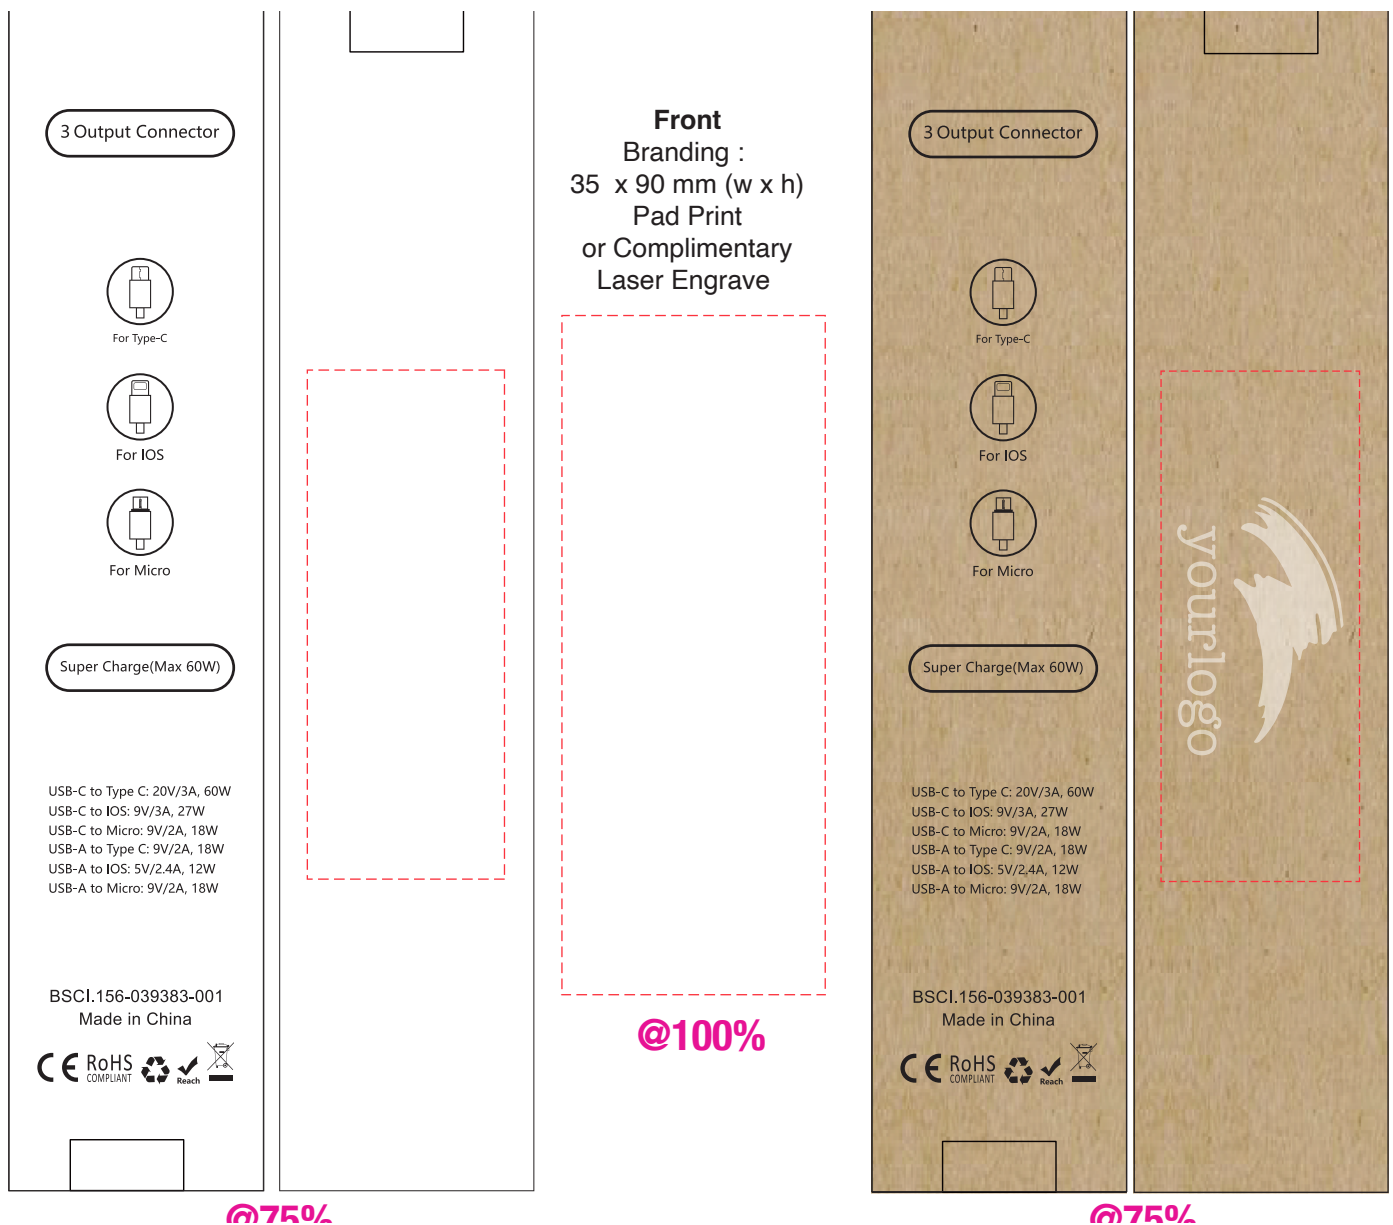 3 Output Connector
For Type-C
For IOS
For Micro
Super Charge(Max 60W)
USB-C to Type C: 20V/3A, 60W
USB-C to IOS: 9V/3A, 27W
USB-C to Micro: 9V/2A, 18W
USB-A to Type C: 9V/2A, 18W
USB-A to IOS: 5V/2.4A, 12W
USB-A to Micro: 9V/2A, 18W
BSCI.156-039383-001
Made in China
CE RoHS
COMPLIANT
Reach
@75%
Front
Branding :
35 x 90 mm (w x h)
Pad Print
or Complimentary
Laser Engrave
@100%
3 Output Connector
For Type-C
For IOS
For Micro
Super Charge(Max 60W)
USB-C to Type C: 20V/3A, 60W
USB-C to IOS: 9V/3A, 27W
USB-C to Micro: 9V/2A, 18W
USB-A to Type C: 9V/2A, 18W
USB-A to IOS: 5V/2.4A, 12W
USB-A to Micro: 9V/2A, 18W
BSCI.156-039383-001
Made in China
CE RoHS
COMPLIANT
Reach
yourlogo
@75%